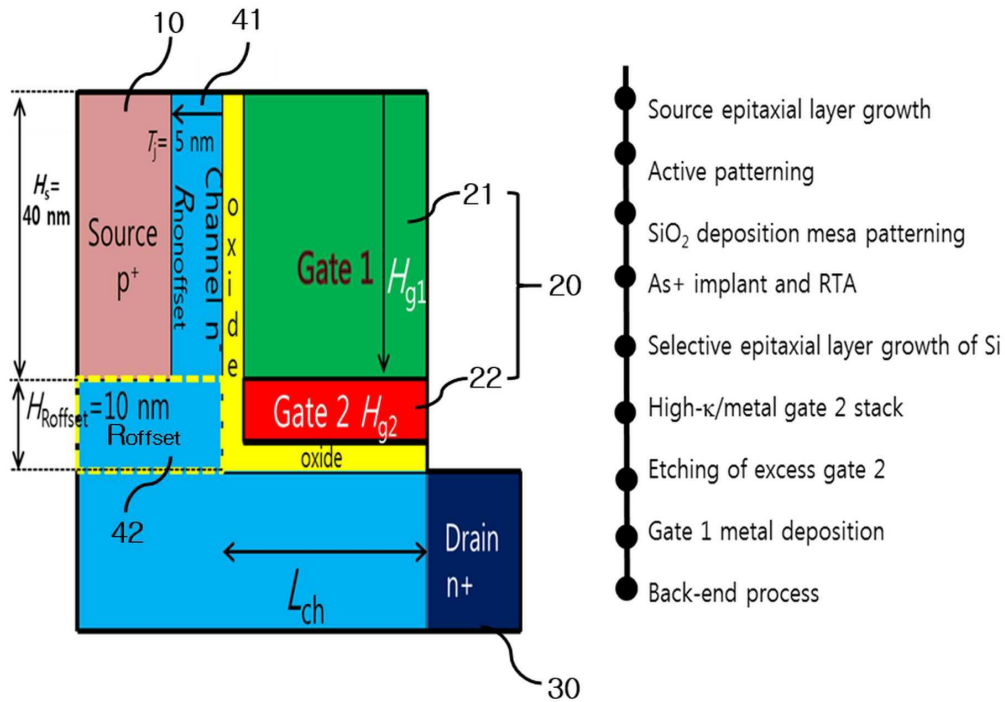 10
41
Tj= 5 nm
Hs=
40 nm
Source
p+
Channel n-
Rnonoffset
oxide
Gate 1
Hg1
21
20
22
HRoffset=10 nm
Roffset
Gate 2 Hg2
oxide
42
Lch
Drain
n+
30
Source epitaxial layer growth
Active patterning
SiO2 deposition mesa patterning
As+ implant and RTA
Selective epitaxial layer growth of Si
High-κ/metal gate 2 stack
Etching of excess gate 2
Gate 1 metal deposition
Back-end process